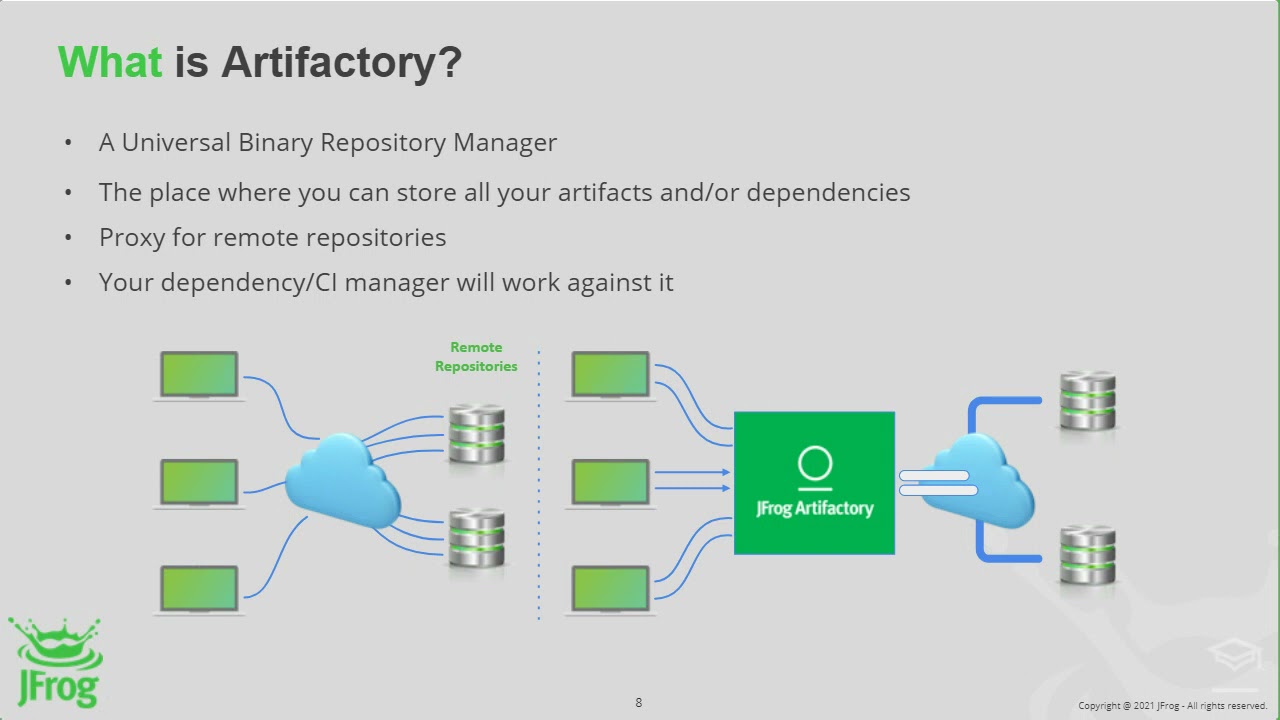 What is Artifactory?
• A Universal Binary Repository Manager
• The place where you can store all your artifacts and/or dependencies
• Proxy for remote repositories
• Your dependency/CI manager will work against it
Remote
Repositories
JFrog Artifactory
JFrog
8
Copyright @ 2021 JFrog - All rights reserved.